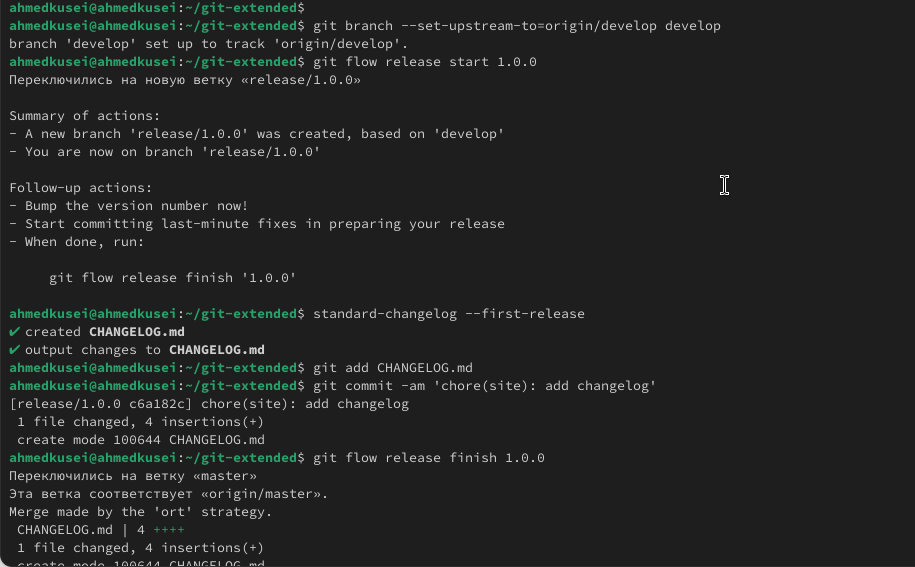 ahmedkusei@ahmedkusei:~/git-extended$
ahmedkusei@ahmedkusei:~/git-extended$ git branch --set-upstream-to=origin/develop develop
branch 'develop' set up to track 'origin/develop'.
ahmedkusei@ahmedkusei:~/git-extended$ git flow release start 1.0.0
Переключились на новую ветку «release/1.0.0»

Summary of actions:
- A new branch 'release/1.0.0' was created, based on 'develop'
- You are now on branch 'release/1.0.0'

Follow-up actions:
- Bump the version number now!
- Start committing last-minute fixes in preparing your release
- When done, run:

     git flow release finish '1.0.0'

ahmedkusei@ahmedkusei:~/git-extended$ standard-changelog --first-release
✔ created CHANGELOG.md
✔ output changes to CHANGELOG.md
ahmedkusei@ahmedkusei:~/git-extended$ git add CHANGELOG.md
ahmedkusei@ahmedkusei:~/git-extended$ git commit -am 'chore(site): add changelog'
[release/1.0.0 c6a182c] chore(site): add changelog
 1 file changed, 4 insertions(+)
 create mode 100644 CHANGELOG.md
ahmedkusei@ahmedkusei:~/git-extended$ git flow release finish 1.0.0
Переключились на ветку «master»
Эта ветка соответствует «origin/master».
Merge made by the 'ort' strategy.
 CHANGELOG.md | 4 ++++
 1 file changed, 4 insertions(+)
 create mode 100644 CHANGELOG.md